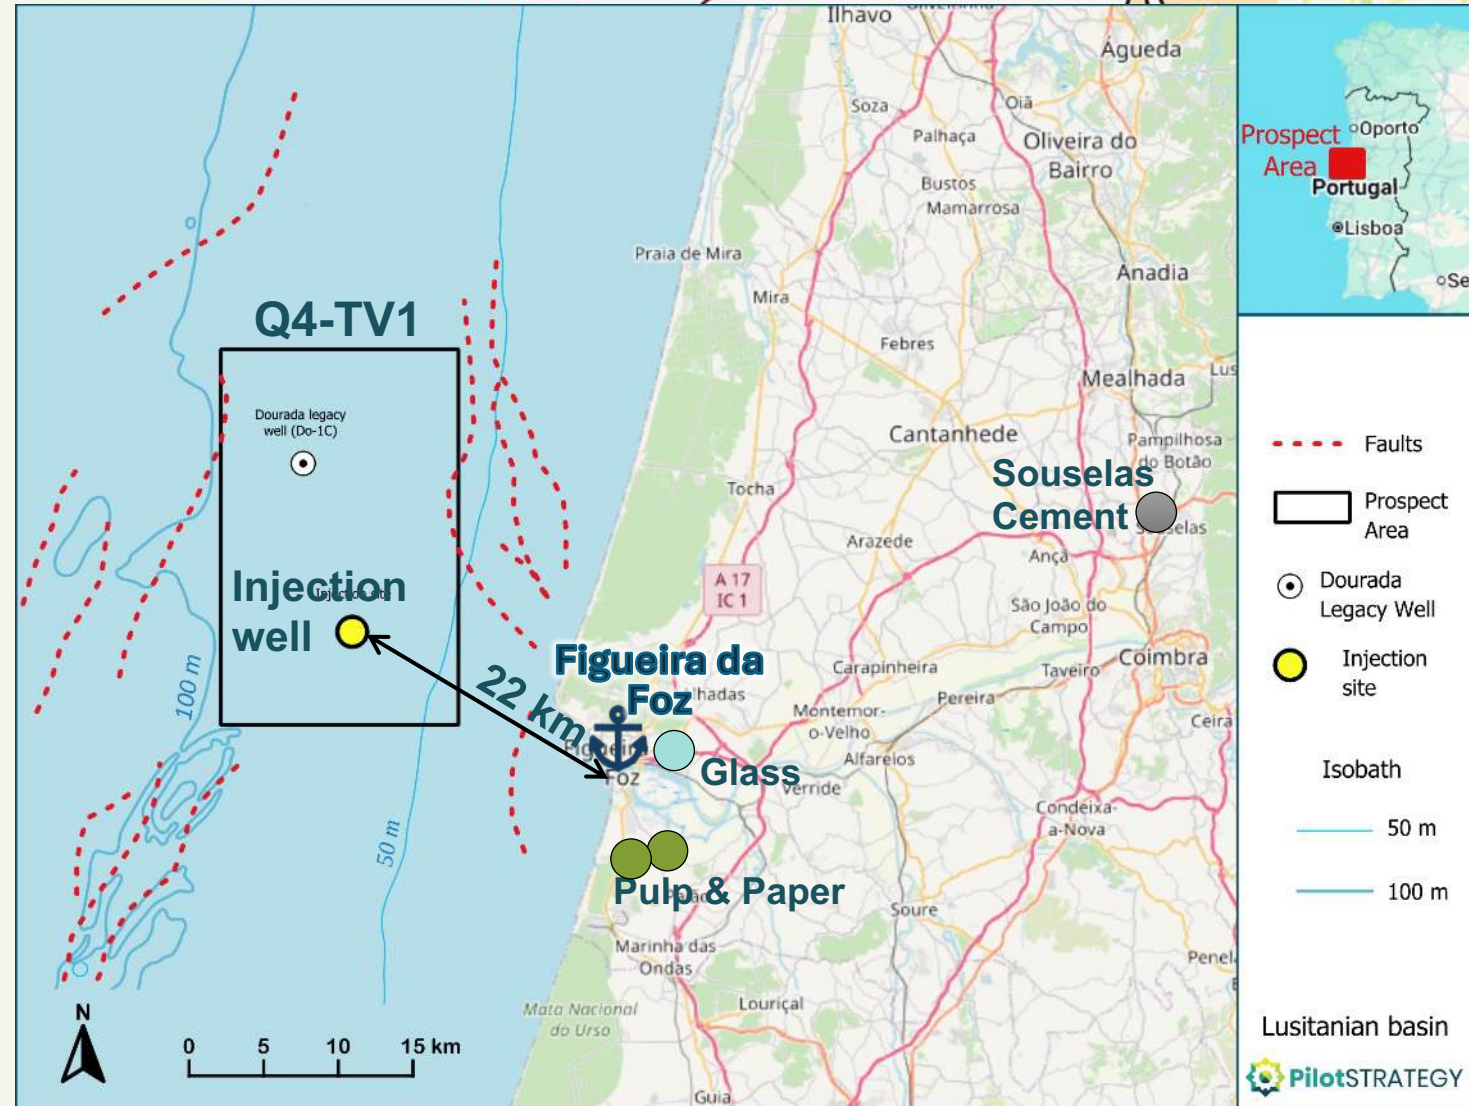 Ilhavo
Águeda
Soza
Oiã
Palhaça
Oliveira do
Bairro
Bustos
Mamarrosa
Praia de Mira
Anadia
Mira
Q4-TV1
Febres
Mealhada
Lus
Dourada legacy
well (Do-1C)
Cantanhede
Pampilhosa
do Botão
Souselas
Cement
Tocha
Arazede
Ançã
A 17
IC 1
Injection
well
São João do
Campo
Figueira da
Foz
Carapinheira
Taveiro
Coimbra
22 km
100 m
Montemor-
o-Velho
Pereira
Ceira
Alfarelos
Foz
Glass
Verride
Condeixa-
a-Nova
50 m
Pulp & Paper
Soure
Marinha das
Ondas
Penel
Mata Nacional
do Urso
Louriçal
Guia
N
0 5 10 15 km
Prospect
Area
Oporto
Portugal
Lisboa
Se
Faults
Prospect
Area
Dourada
Legacy Well
Injection
site
Isobath
50 m
100 m
Lusitanian basin
PilotSTRATEGY